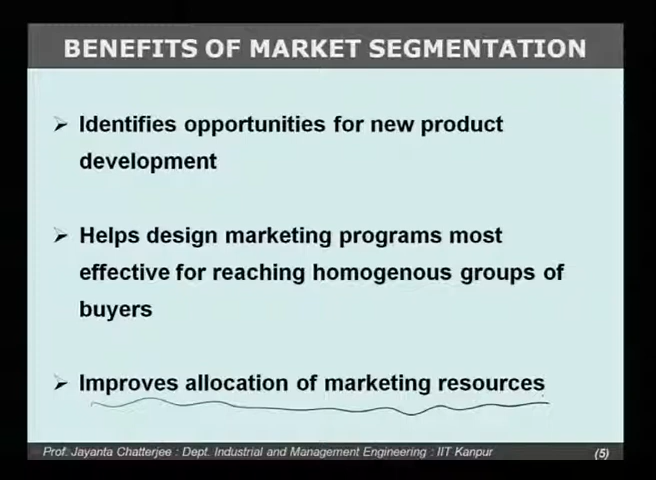 BENEFITS OF MARKET SEGMENTATION
Identifies opportunities for new product
development
Helps design marketing programs most
effective for reaching homogenous groups of
buyers
Improves allocation of marketing resources
Prof. Jayanta Chatterjee : Dept. Industrial and Management Engineering : IIT Kanpur (5)